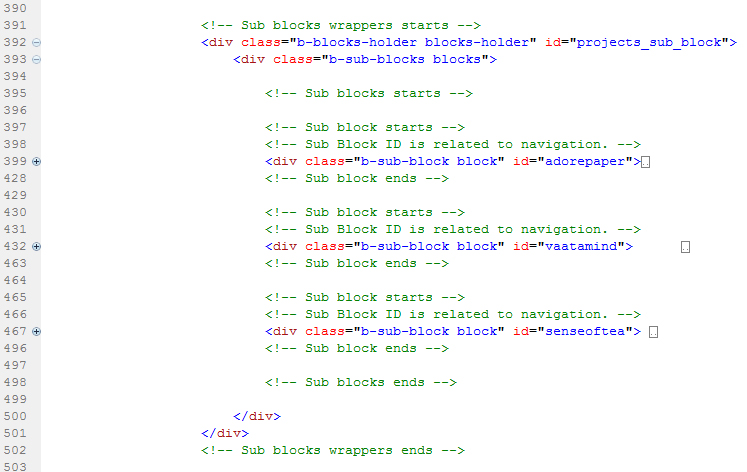 390
391 <!-- Sub blocks wrappers starts -->
392 <div class="b-blocks-holder blocks-holder" id="projects_sub_block">
393 <div class="b-sub-blocks blocks">
394
395 <!-- Sub blocks starts -->
396
397 <!-- Sub block starts -->
398 <!-- Sub Block ID is related to navigation. -->
399 <div class="b-sub-block block" id="adorepaper">
428 <!-- Sub block ends -->
429
430 <!-- Sub block starts -->
431 <!-- Sub Block ID is related to navigation. -->
432 <div class="b-sub-block block" id="vaatamind">
463 <!-- Sub block ends -->
464
465 <!-- Sub block starts -->
466 <!-- Sub Block ID is related to navigation. -->
467 <div class="b-sub-block block" id="senseoftea">
496 <!-- Sub block ends -->
497
498 <!-- Sub blocks ends -->
499
500 </div>
501 </div>
502 <!-- Sub blocks wrappers ends -->
503